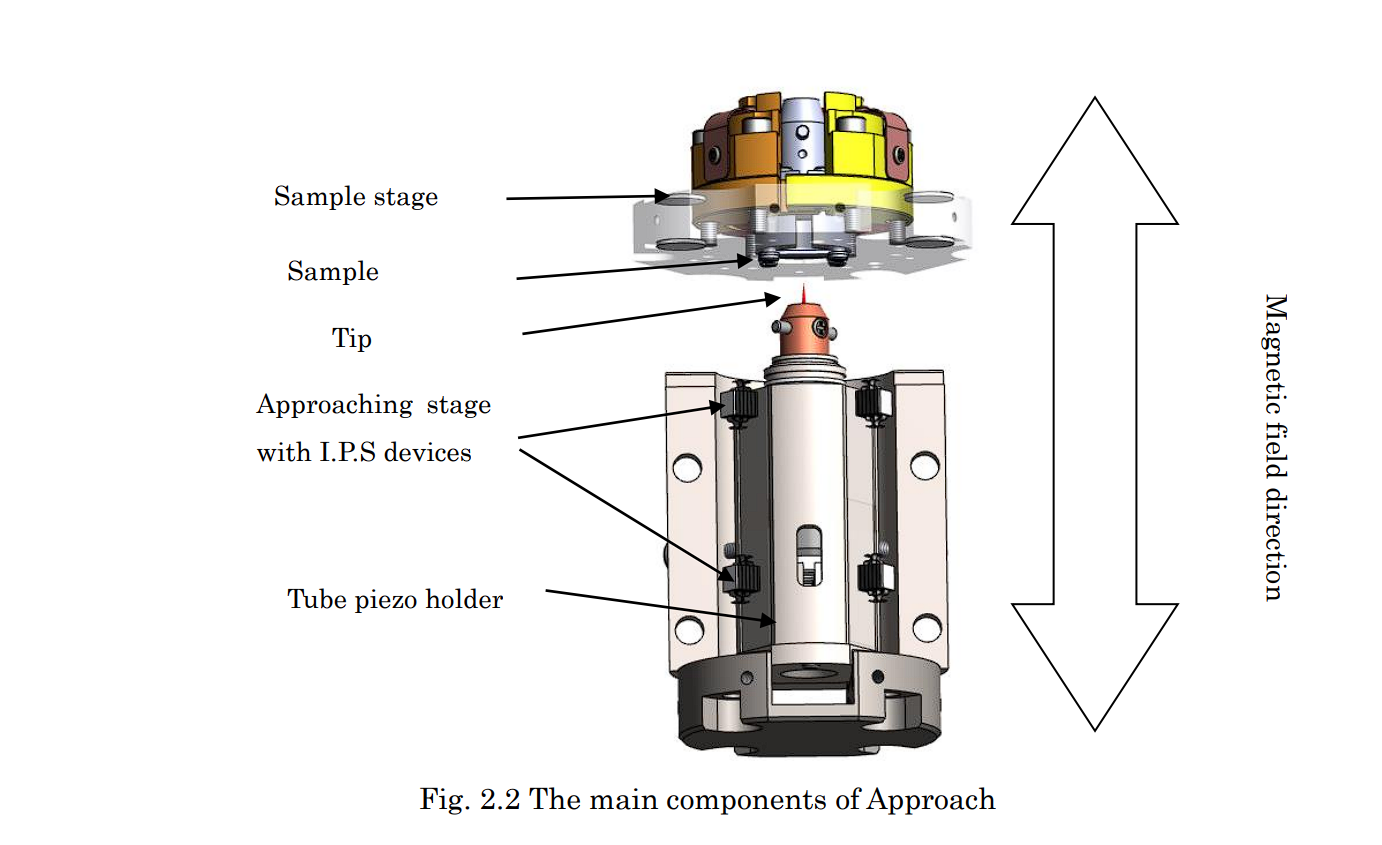 Sample stage
Sample
Tip
Approaching stage
with I.P.S devices
Tube piezo holder
Magnetic field direction
Fig. 2.2 The main components of Approach